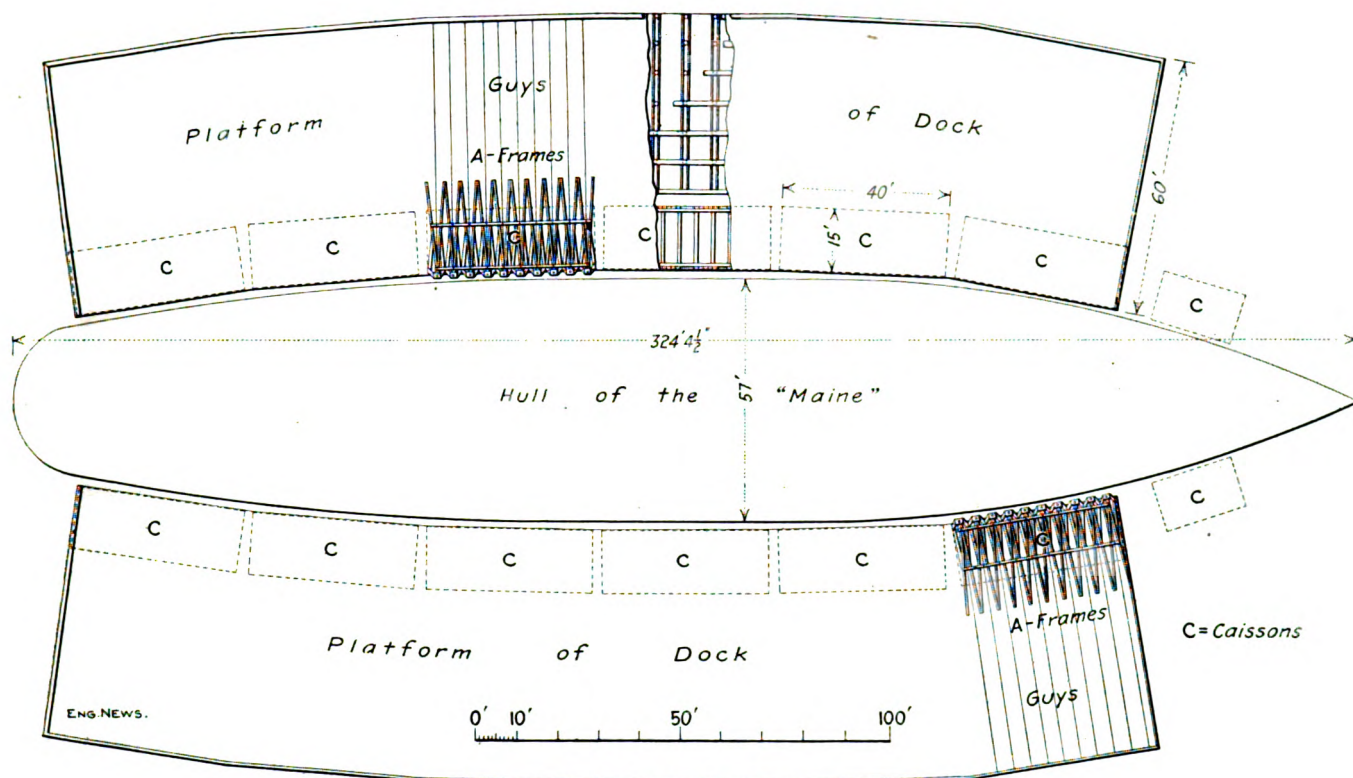 Platform
Guys
of Dock
A-Frames
40'
60'
15'
C
C
C
C
C
C
C
324' 4½"
57'
Hull of the "Maine"
C
C
C
C
C
C
C
A-Frames
C=Caissons
Platform of Dock
Guys
ENG. NEWS.
0' 10' 50' 100'